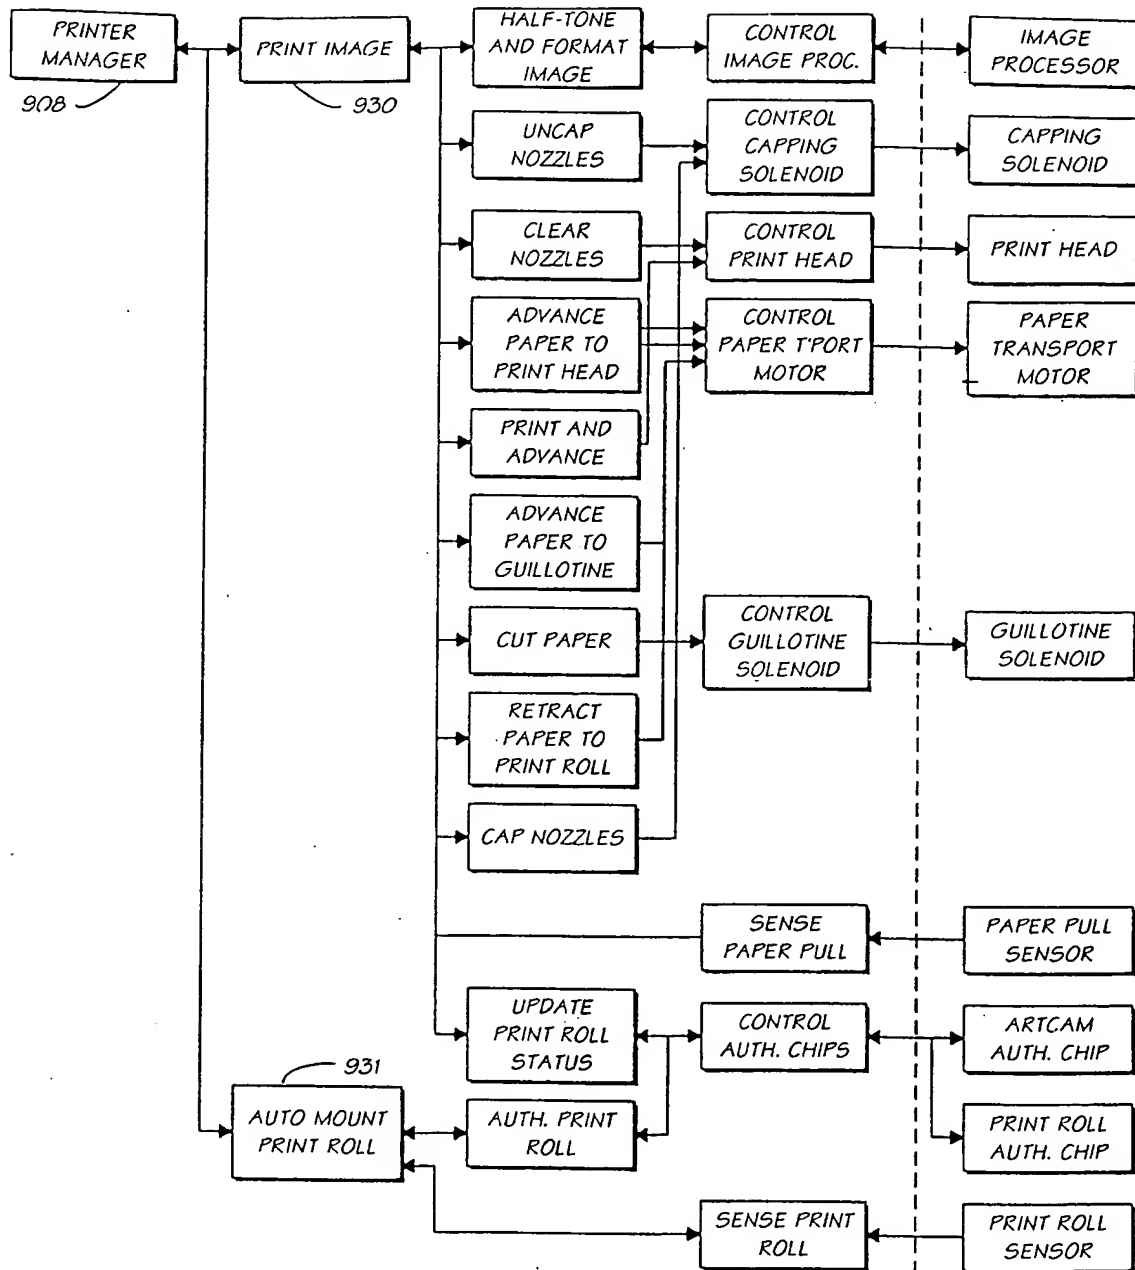 PRINTER
MANAGER
908
PRINT IMAGE
930
HALF-TONE
AND FORMAT
IMAGE
CONTROL
IMAGE PROC.
IMAGE
PROCESSOR
UNCAP
NOZZLES
CONTROL
CAPPING
SOLENOID
CAPPING
SOLENOID
CLEAR
NOZZLES
CONTROL
PRINT HEAD
PRINT HEAD
ADVANCE
PAPER TO
PRINT HEAD
CONTROL
PAPER T'PORT
MOTOR
PAPER
TRANSPORT
MOTOR
PRINT AND
ADVANCE
ADVANCE
PAPER TO
GUILLOTINE
CUT PAPER
CONTROL
GUILLOTINE
SOLENOID
GUILLOTINE
SOLENOID
RETRACT
PAPER TO
PRINT ROLL
CAP NOZZLES
SENSE
PAPER PULL
PAPER PULL
SENSOR
UPDATE
PRINT ROLL
STATUS
CONTROL
AUTH. CHIPS
ARTCAM
AUTH. CHIP
931
AUTO MOUNT
PRINT ROLL
AUTH. PRINT
ROLL
PRINT ROLL
AUTH. CHIP
SENSE PRINT
ROLL
PRINT ROLL
SENSOR